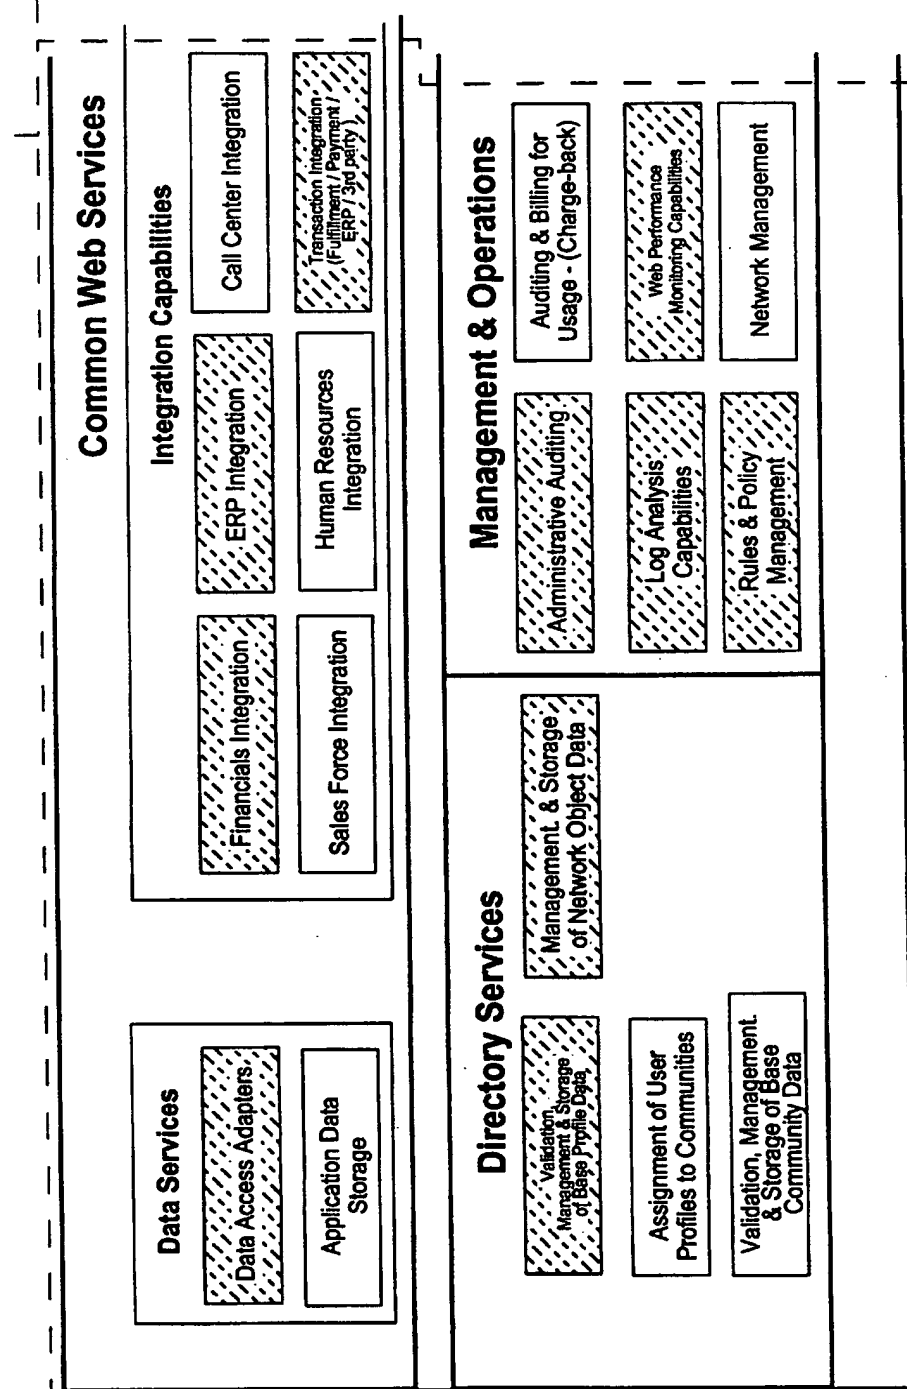 Common Web Services
Data Services
Data Access Adapters
Application Data
Storage
Integration Capabilities
Financials Integration
ERP Integration
Call Center Integration
Sales Force Integration
Human Resources
Integration
Transaction Integration
(Fulfillment / Payment /
ERP / 3rd party )
Directory Services
Validation
Management & Storage
of Base Profile Data
Management. & Storage
of Network Object Data
Assignment of User
Profiles to Communities
Validation, Management.
& Storage of Base
Community Data
Management & Operations
Administrative Auditing
Auditing & Billing for
Usage - (Charge-back)
Log Analysis
Capabilities
Web Performance
Monitoring Capabilities
Rules & Policy
Management
Network Management